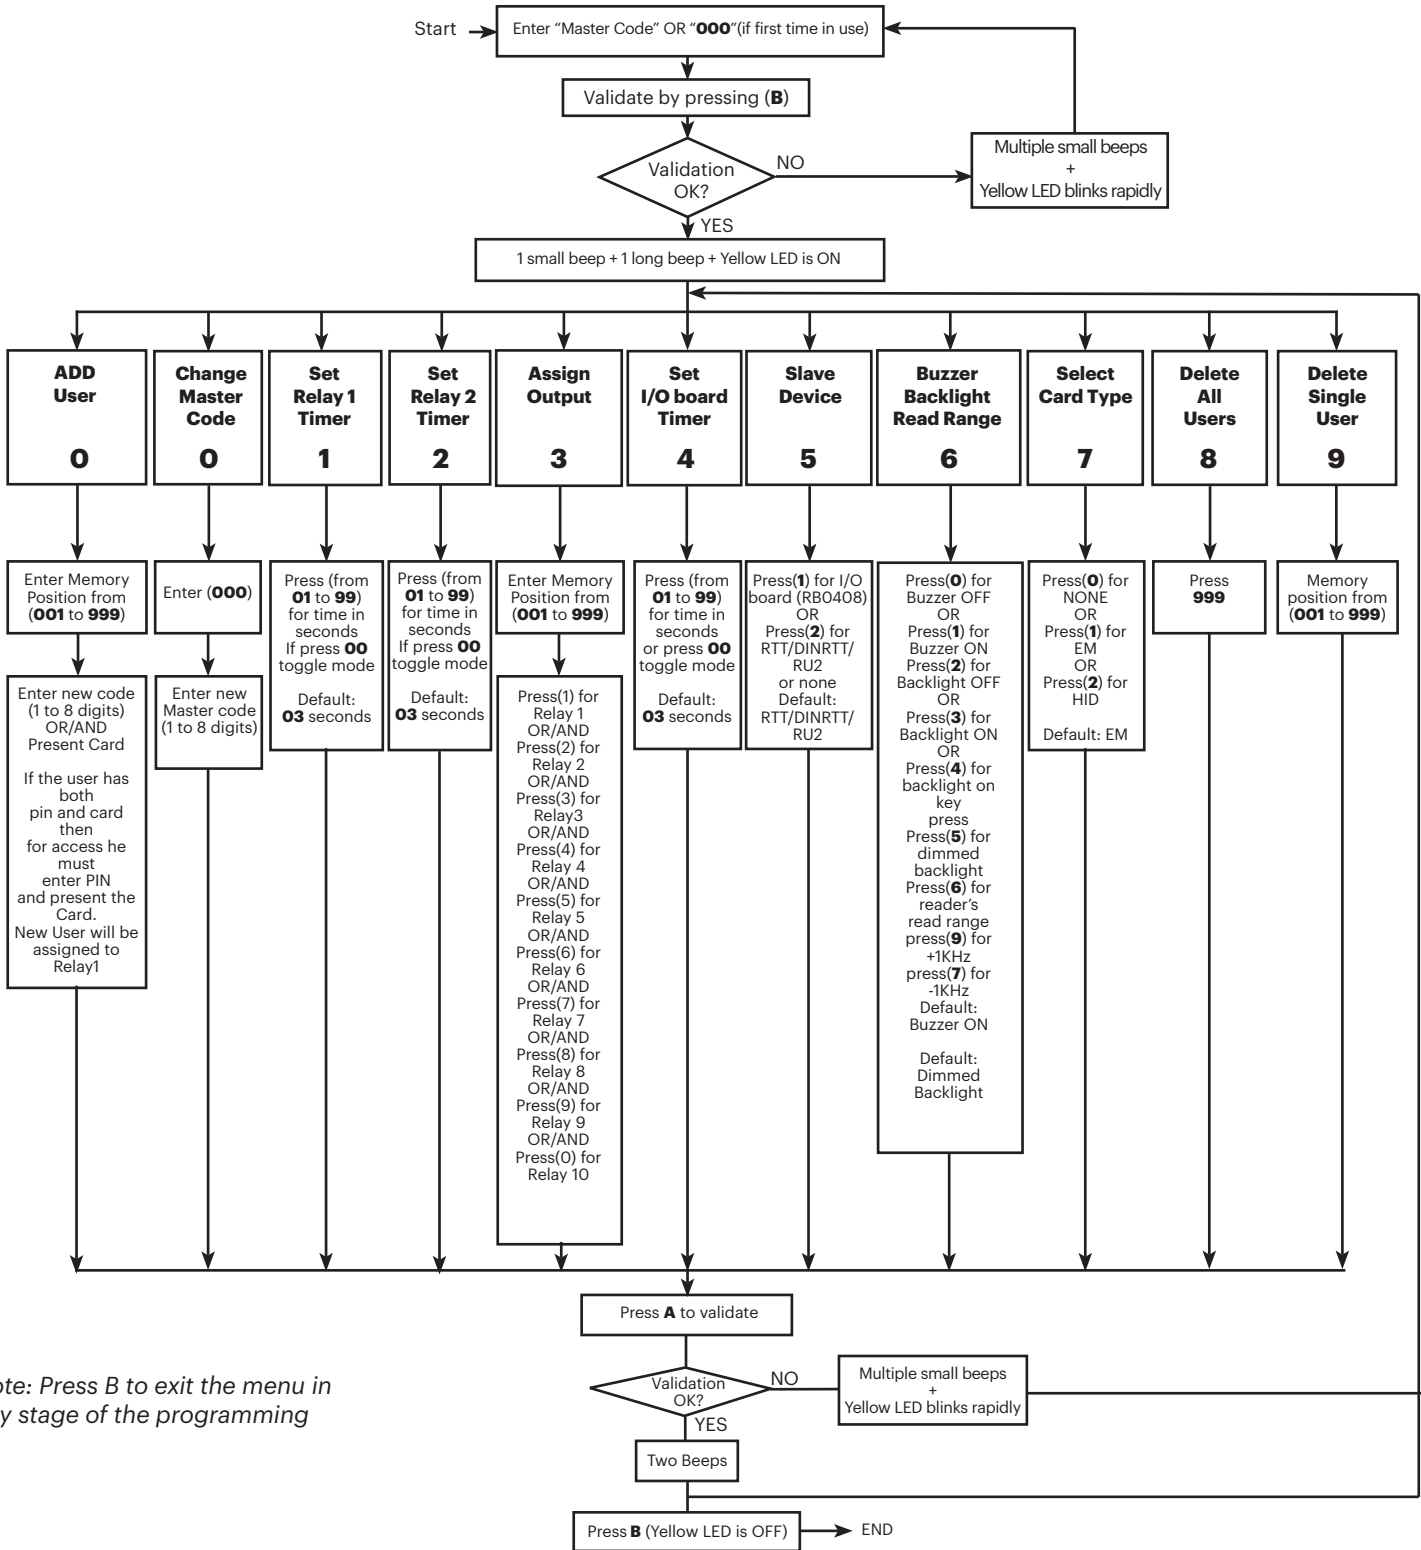 Start
Enter “Master Code” OR “000”(if first time in use)
Validate by pressing (B)
Validation
OK?
NO
Multiple small beeps
+
Yellow LED blinks rapidly
YES
1 small beep + 1 long beep + Yellow LED is ON
ADD
User
0
Change
Master
Code
0
Set
Relay 1
Timer
1
Set
Relay 2
Timer
2
Assign
Output
3
Set
I/O board
Timer
4
Slave
Device
5
Buzzer
Backlight
Read Range
6
Select
Card Type
7
Delete
All
Users
8
Delete
Single
User
9
Enter Memory
Position from
(001 to 999)
Enter new code
(1 to 8 digits)
OR/AND
Present Card
If the user has
both
pin and card
then
for access he
must
enter PIN
and present the
Card.
New User will be
assigned to
Relay1
Enter (000)
Enter new
Master code
(1 to 8 digits)
Press (from
01 to 99)
for time in
seconds
If press 00
toggle mode
Default:
03 seconds
Press (from
01 to 99)
for time in
seconds
If press 00
toggle mode
Default:
03 seconds
Enter Memory
Position from
(001 to 999)
Press(1) for
Relay 1
OR/AND
Press(2) for
Relay 2
OR/AND
Press(3) for
Relay3
OR/AND
Press(4) for
Relay 4
OR/AND
Press(5) for
Relay 5
OR/AND
Press(6) for
Relay 6
OR/AND
Press(7) for
Relay 7
OR/AND
Press(8) for
Relay 8
OR/AND
Press(9) for
Relay 9
OR/AND
Press(0) for
Relay 10
Press (from
01 to 99)
for time in
seconds
or press 00
toggle mode
Default:
03 seconds
Press(1) for I/O
board (RB0408)
OR
Press(2) for
RTT/DINRTT/
RU2
or none
Default:
RTT/DINRTT/
RU2
Press(0) for
Buzzer OFF
OR
Press(1) for
Buzzer ON
Press(2) for
Backlight OFF
OR
Press(3) for
Backlight ON
OR
Press(4) for
backlight on
key
press
Press(5) for
dimmed
backlight
Press(6) for
reader’s
read range
press(9) for
+1KHz
press(7) for
-1KHz
Default:
Buzzer ON
Default:
Dimmed
Backlight
Press(0) for
NONE
OR
Press(1) for
EM
OR
Press(2) for
HID
Default: EM
Press
999
Memory
position from
(001 to 999)
Press A to validate
Validation
OK?
NO
Multiple small beeps
+
Yellow LED blinks rapidly
YES
Two Beeps
Press B (Yellow LED is OFF)
END
ote: Press B to exit the menu in
y stage of the programming